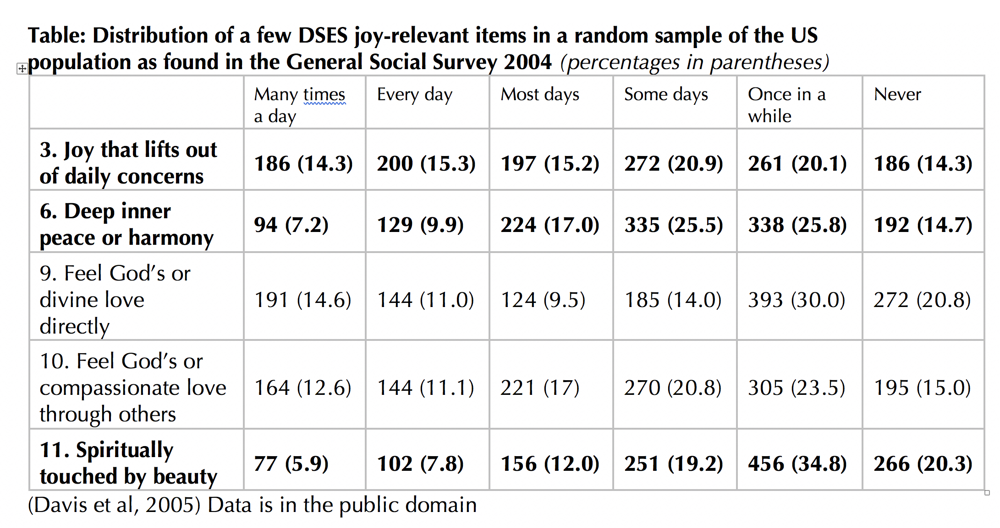 Table: Distribution of a few DSES joy-relevant items in a random sample of the US
population as found in the General Social Survey 2004 (percentages in parentheses)
Many times a day Every day Most days Some days Once in a while Never
3. Joy that lifts out of daily concerns 186 (14.3) 200 (15.3) 197 (15.2) 272 (20.9) 261 (20.1) 186 (14.3)
6. Deep inner peace or harmony 94 (7.2) 129 (9.9) 224 (17.0) 335 (25.5) 338 (25.8) 192 (14.7)
9. Feel God’s or divine love directly 191 (14.6) 144 (11.0) 124 (9.5) 185 (14.0) 393 (30.0) 272 (20.8)
10. Feel God’s or compassionate love through others 164 (12.6) 144 (11.1) 221 (17) 270 (20.8) 305 (23.5) 195 (15.0)
11. Spiritually touched by beauty 77 (5.9) 102 (7.8) 156 (12.0) 251 (19.2) 456 (34.8) 266 (20.3)
(Davis et al, 2005) Data is in the public domain